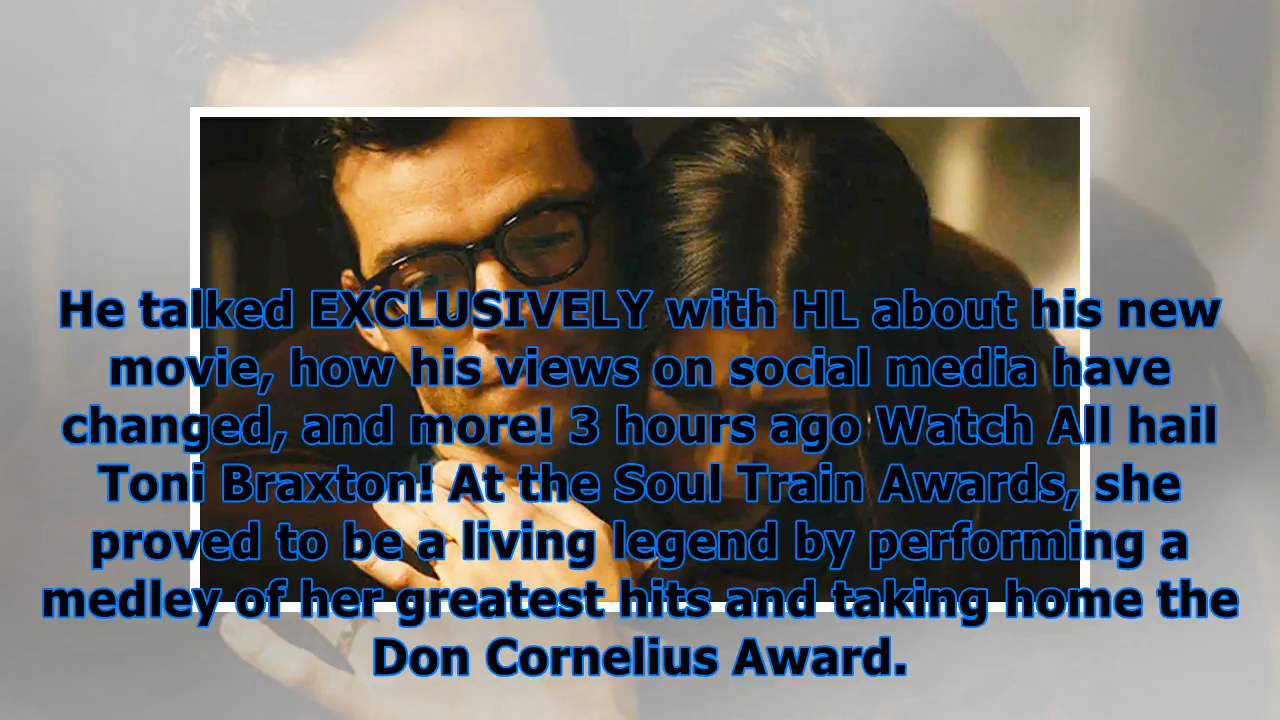 He talked EXCLUSIVELY with HL about his new
movie, how his views on social media have
changed, and more! 3 hours ago Watch All hail
Toni Braxton! At the Soul Train Awards, she
proved to be a living legend by performing a
medley of her greatest hits and taking home the
Don Cornelius Award.